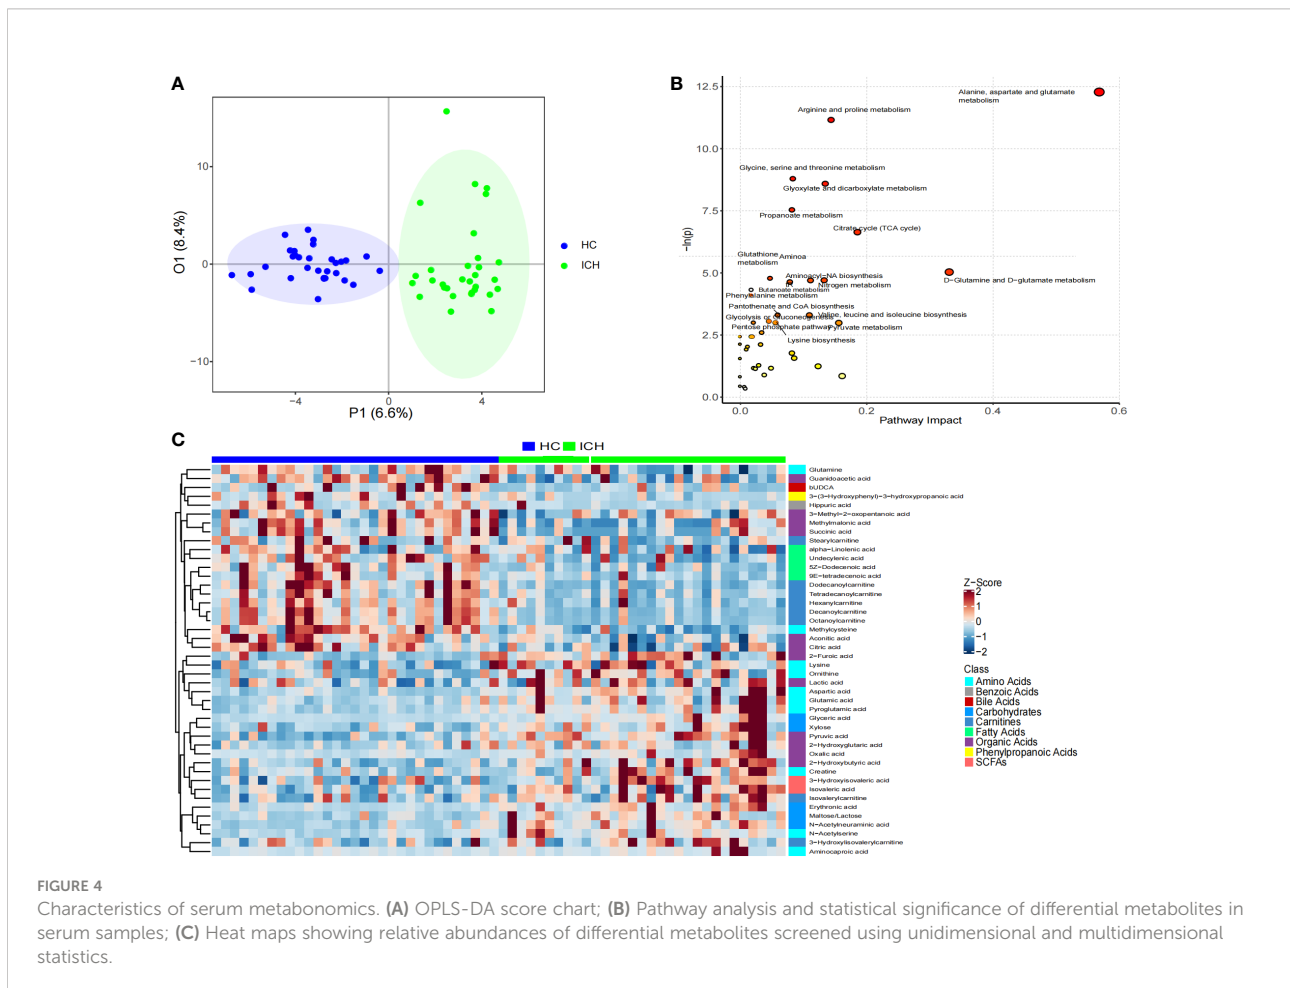 A
10
0
−10
O1 (8.4%)
−4
0
4
P1 (6.6%)
HC
ICH
B
12.5
10.0
7.5
5.0
2.5
0.0
−ln(p)
Alanine, aspartate and glutamate
metabolism
Arginine and proline metabolism
Glycine, serine and threonine metabolism
Glyoxylate and dicarboxylate metabolism
Propanoate metabolism
Citrate cycle (TCA cycle)
Glutathione
metabolism
Aminoa
Aminoacyl−NA biosynthesis
tR
Nitrogen metabolism
D−Glutamine and D−glutamate metabolism
Butanoate metabolism
Phenylalanine metabolism
Pantothenate and CoA biosynthesis
Glycolysis or Gluconeogenesis
Valine, leucine and isoleucine biosynthesis
Pentose phosphate pathway
Pyruvate metabolism
Lysine biosynthesis
0.0
0.2
0.4
0.6
Pathway Impact
C
HC
ICH
Glutamine
Guanidoacetic acid
bUDCA
3−(3−Hydroxyphenyl)−3−hydroxypropanoic acid
Hippuric acid
3−Methyl−2−oxopentanoic acid
Methylmalonic acid
Succinic acid
Stearylcarnitine
alpha−Linolenic acid
Undecylenic acid
5Z−Dodecenoic acid
9E−tetradecenoic acid
Dodecanoylcarnitine
Tetradecanoylcarnitine
Hexanylcarnitine
Decanoylcarnitine
Octanoylcarnitine
Methylcysteine
Aconitic acid
Citric acid
2−Furoic acid
Lysine
Ornithine
Lactic acid
Aspartic acid
Glutamic acid
Pyroglutamic acid
Glyceric acid
Xylose
Pyruvic acid
2−Hydroxyglutaric acid
Oxalic acid
2−Hydroxybutyric acid
Creatine
3−Hydroxyisovaleric acid
Isovaleric acid
Isovalerylcarnitine
Erythronic acid
Maltose/Lactose
N−Acetylneuraminic acid
N−Acetylserine
3−Hydroxylisovalerylcarnitine
Aminocaproic acid
Z−Score
2
1
0
−1
−2
Class
Amino Acids
Benzoic Acids
Bile Acids
Carbohydrates
Carnitines
Fatty Acids
Organic Acids
Phenylpropanoic Acids
SCFAs
FIGURE 4
Characteristics of serum metabonomics. (A) OPLS-DA score chart; (B) Pathway analysis and statistical significance of differential metabolites in
serum samples; (C) Heat maps showing relative abundances of differential metabolites screened using unidimensional and multidimensional
statistics.